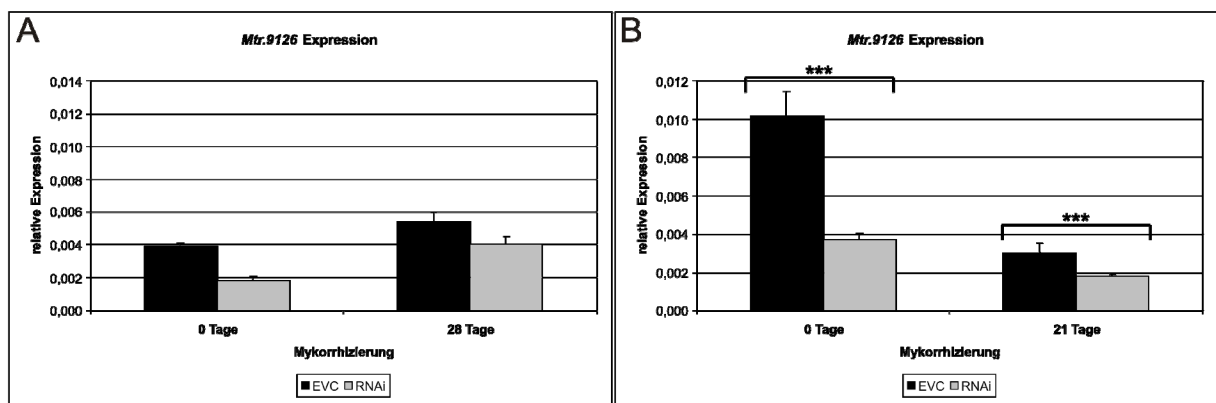 A
Mtr.9126 Expression
0,014
0,012
0,010
0,008
0,006
0,004
0,002
0,000
relative Expression
0 Tage
28 Tage
Mykorrhizierung
EVC
RNAi
B
Mtr.9126 Expression
0,012
0,010
0,008
0,006
0,004
0,002
0,000
relative Expression
***
***
0 Tage
21 Tage
Mykorrhizierung
EVC
RNAi